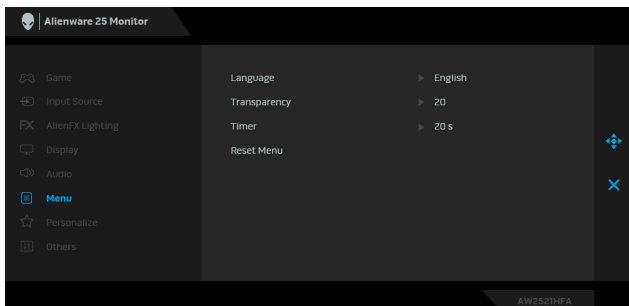 Alienware 25 Monitor
Game
Language English
Input Source
Transparency 20
FX AlienFX Lighting
Timer 20 s
Display
Reset Menu
Audio
Menu
Personalize
Others
AW2521HFA